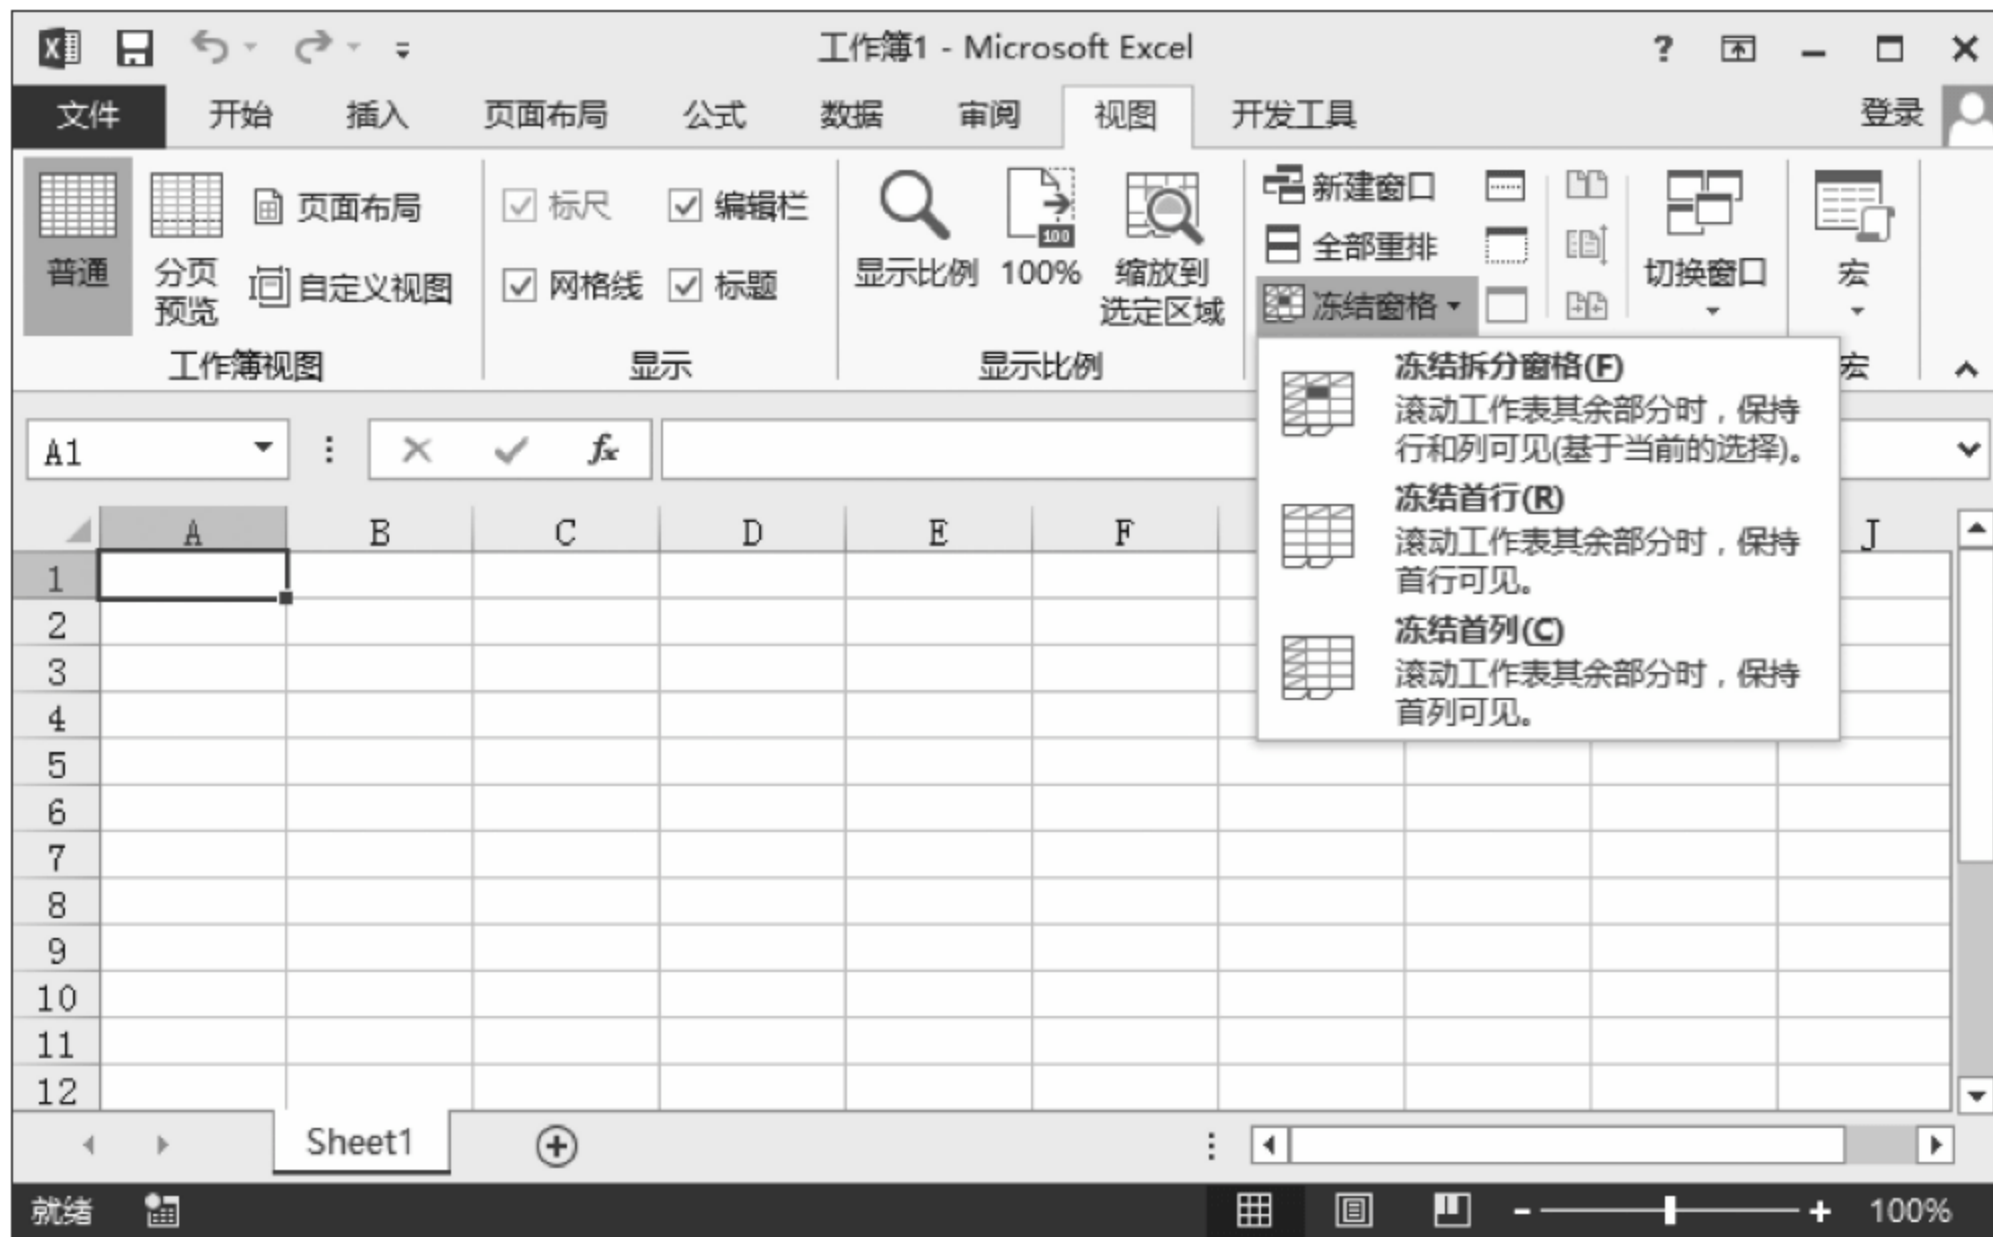 工作簿1 - Microsoft Excel
?
文件 开始 插入 页面布局 公式 数据 审阅 视图 开发工具 登录
普通
分页
预览
页面布局
自定义视图
工作簿视图
标尺 编辑栏
网格线 标题
显示
显示比例
100
100%
缩放到
选定区域
显示比例
新建窗口
全部重排
冻结窗格
切换窗口
宏
宏
冻结拆分窗格(F)
滚动工作表其余部分时，保持
行和列可见(基于当前的选择)。
冻结首行(R)
滚动工作表其余部分时，保持
首行可见。
冻结首列(C)
滚动工作表其余部分时，保持
首列可见。
A1 fx
A B C D E F J
1
2
3
4
5
6
7
8
9
10
11
12
Sheet1
就绪 100%